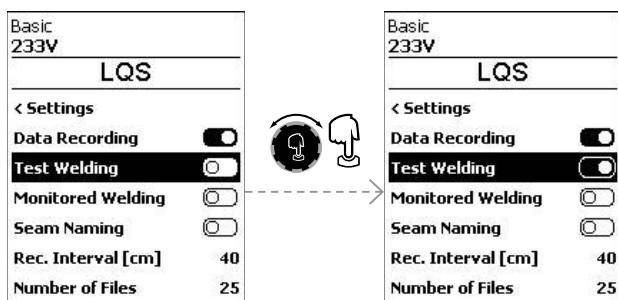 Basic
233V
LQS
< Settings
Data Recording
Test Welding
Monitored Welding
Seam Naming
Rec. Interval [cm] 40
Number of Files 25
Basic
233V
LQS
< Settings
Data Recording
Test Welding
Monitored Welding
Seam Naming
Rec. Interval [cm] 40
Number of Files 25